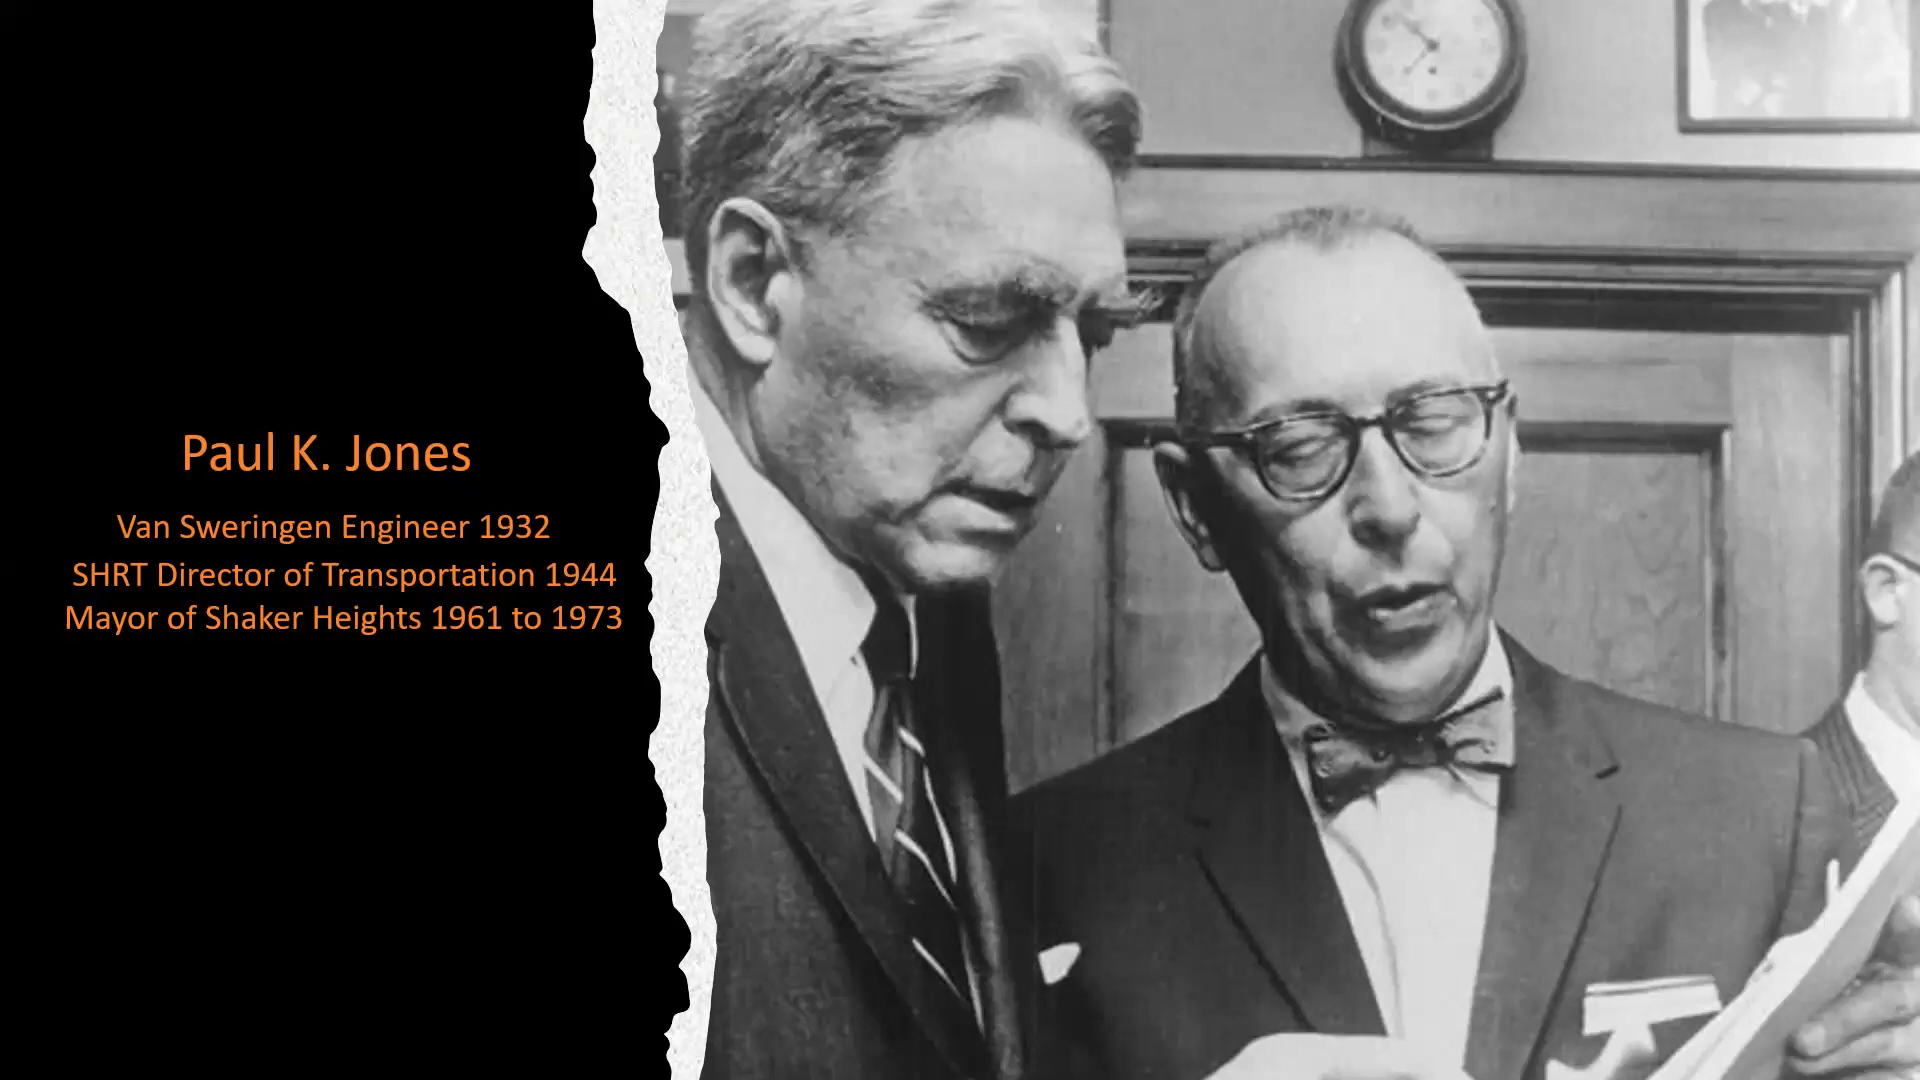 Paul K. Jones
Van Sweringen Engineer 1932
SHRT Director of Transportation 1944
Mayor of Shaker Heights 1961 to 1973